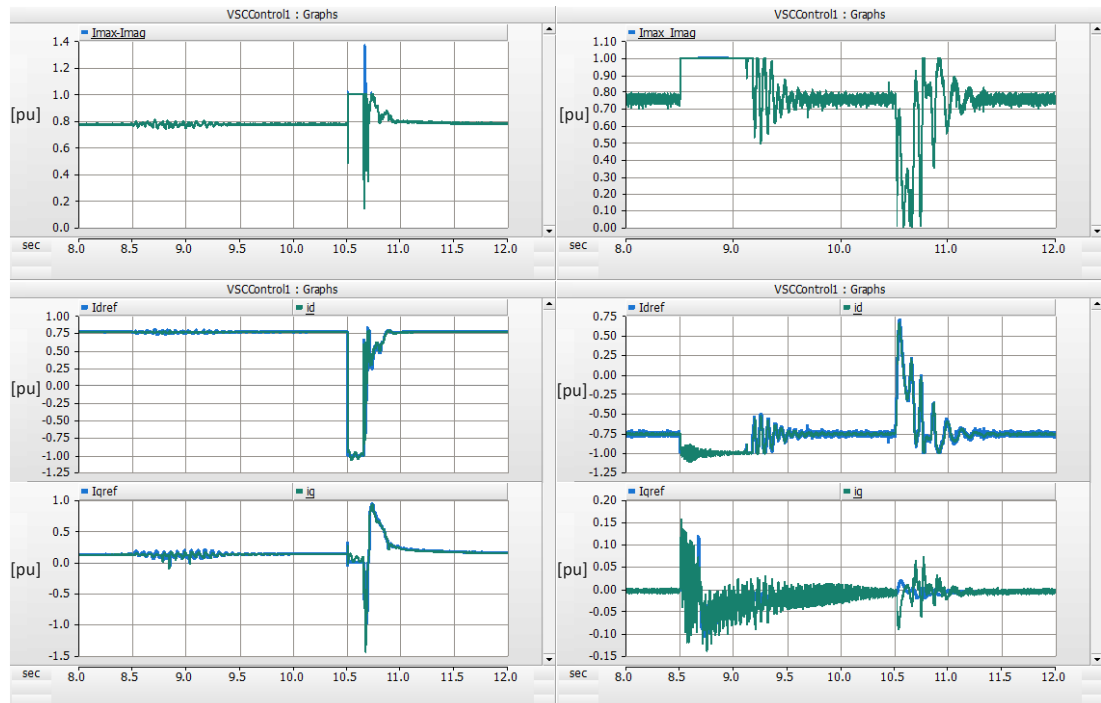 VSCControl1 : Graphs
Imax-Imag
1.4
1.2
1.0
0.8
0.6
0.4
0.2
0.0
[pu]
sec 8.0 8.5 9.0 9.5 10.0 10.5 11.0 11.5 12.0
VSCControl1 : Graphs
Imax_Imag
1.10
1.00
0.90
0.80
0.70
0.60
0.50
0.40
0.30
0.20
0.10
0.00
[pu]
sec 8.0 9.0 10.0 11.0 12.0
VSCControl1 : Graphs
Idref id
1.00
0.75
0.50
0.25
0.00
-0.25
-0.50
-0.75
-1.00
-1.25
[pu]
Iqref iq
1.0
0.5
0.0
-0.5
-1.0
-1.5
[pu]
sec 8.0 8.5 9.0 9.5 10.0 10.5 11.0 11.5 12.0
VSCControl1 : Graphs
Idref id
0.75
0.50
0.25
0.00
-0.25
-0.50
-0.75
-1.00
-1.25
[pu]
Iqref iq
0.20
0.15
0.10
0.05
0.00
-0.05
-0.10
-0.15
[pu]
sec 8.0 8.5 9.0 9.5 10.0 10.5 11.0 11.5 12.0